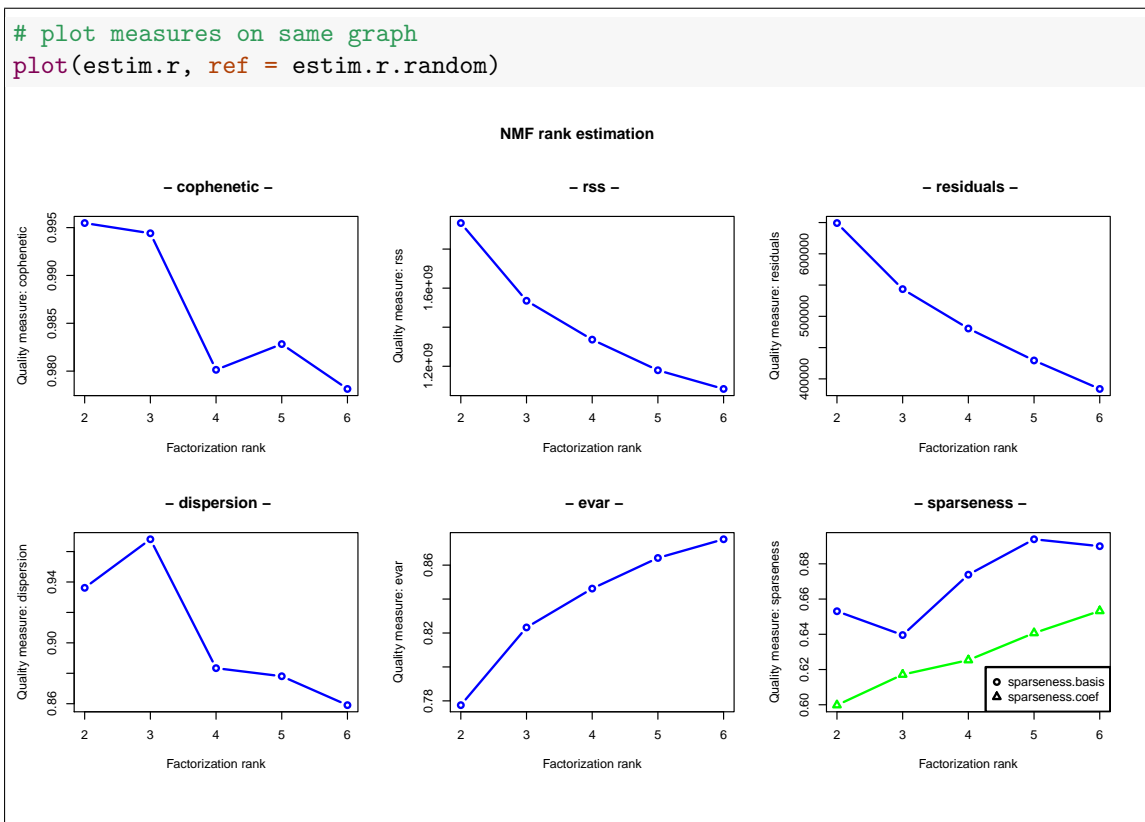 # plot measures on same graph
plot(estim.r, ref = estim.r.random)
NMF rank estimation
– cophenetic –
Quality measure: cophenetic
0.995
0.990
0.985
0.980
2 3 4 5 6
Factorization rank
– rss –
Quality measure: rss
1.6e+09
1.2e+09
2 3 4 5 6
Factorization rank
– residuals –
Quality measure: residuals
600000
500000
400000
2 3 4 5 6
Factorization rank
– dispersion –
Quality measure: dispersion
0.94
0.90
0.86
2 3 4 5 6
Factorization rank
– evar –
Quality measure: evar
0.86
0.82
0.78
2 3 4 5 6
Factorization rank
– sparseness –
Quality measure: sparseness
0.68
0.66
0.64
0.62
0.60
sparseness.basis
sparseness.coef
2 3 4 5 6
Factorization rank